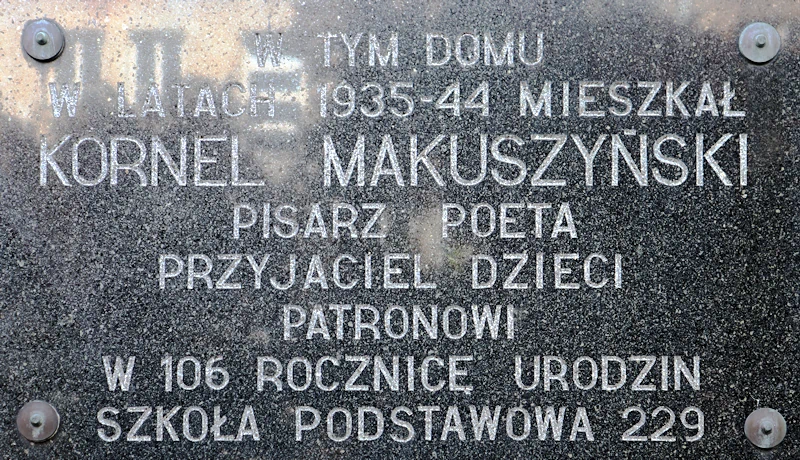 W TYM DOMU
W LATACH 1935-44 MIESZKAŁ
KORNEL MAKUSZYŃSKI
PISARZ POETA
PRZYJACIEL DZIECI
PATRONOWI
W 106 ROCZNICĘ URODZIN
SZKOŁA PODSTAWOWA 229